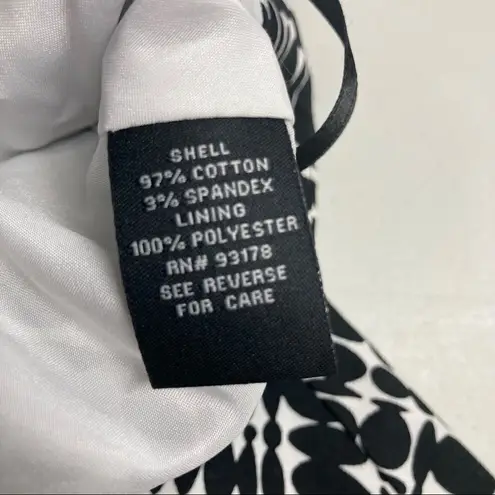 SHELL
97% COTTON
3% SPANDEX
LINING
100% POLYESTER
RN# 93178
SEE REVERSE
FOR CARE